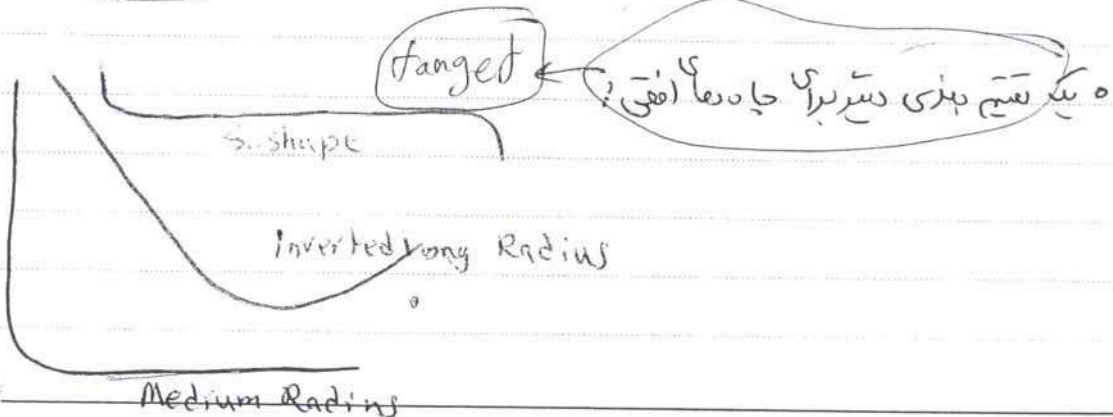 ○ یک تقسیم بندی دیگر برای چاه های افقی:
tanged
S.shape
Inverted Long Radius
Medium Radius